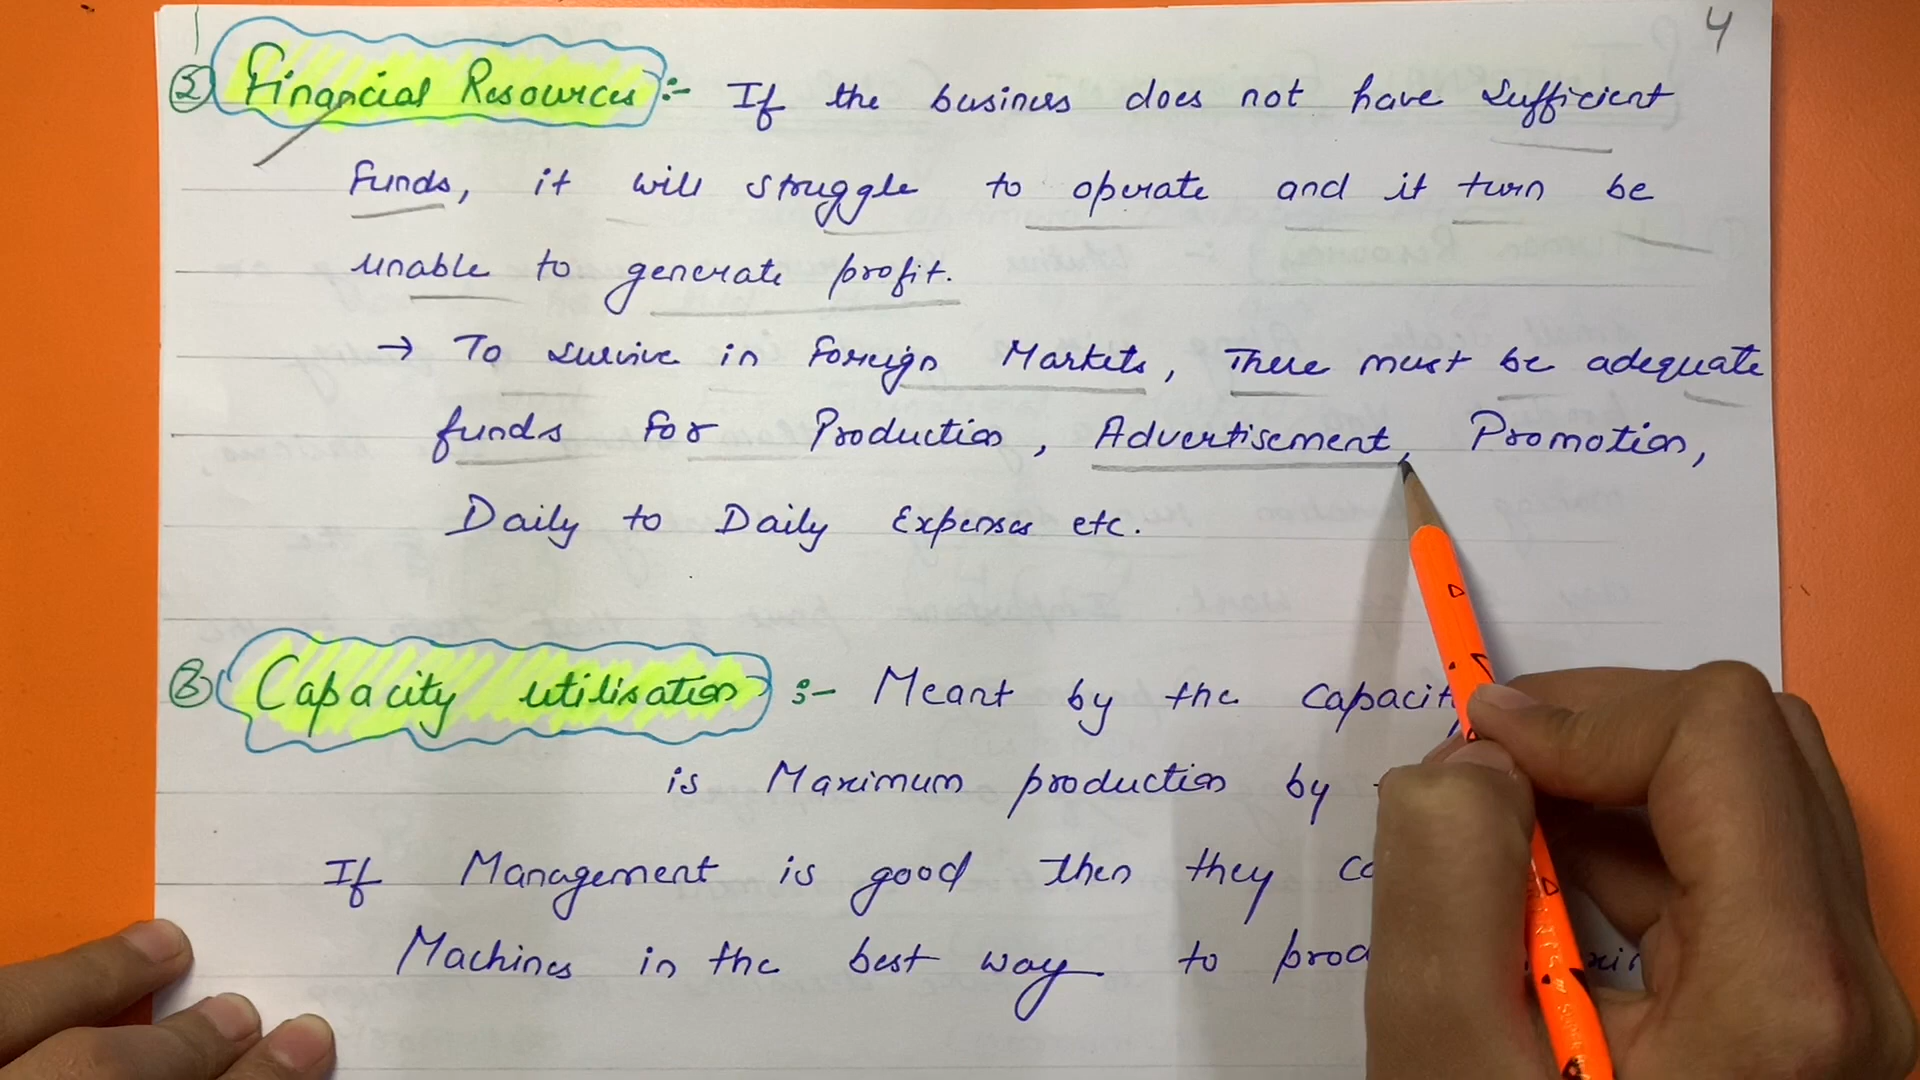 4
② Financial Resources :- If the business does not have sufficient
funds, it will struggle to operate and it turn be
unable to generate profit.
→ To survive in Foreign Markets, There must be adequate
funds for Production, Advertisement, Promotion,
Daily to Daily Expenses etc.
③ Capacity utilisation :- Meant by the Capacity
is Maximum production by
If Management is good then they
Machines in the best way to